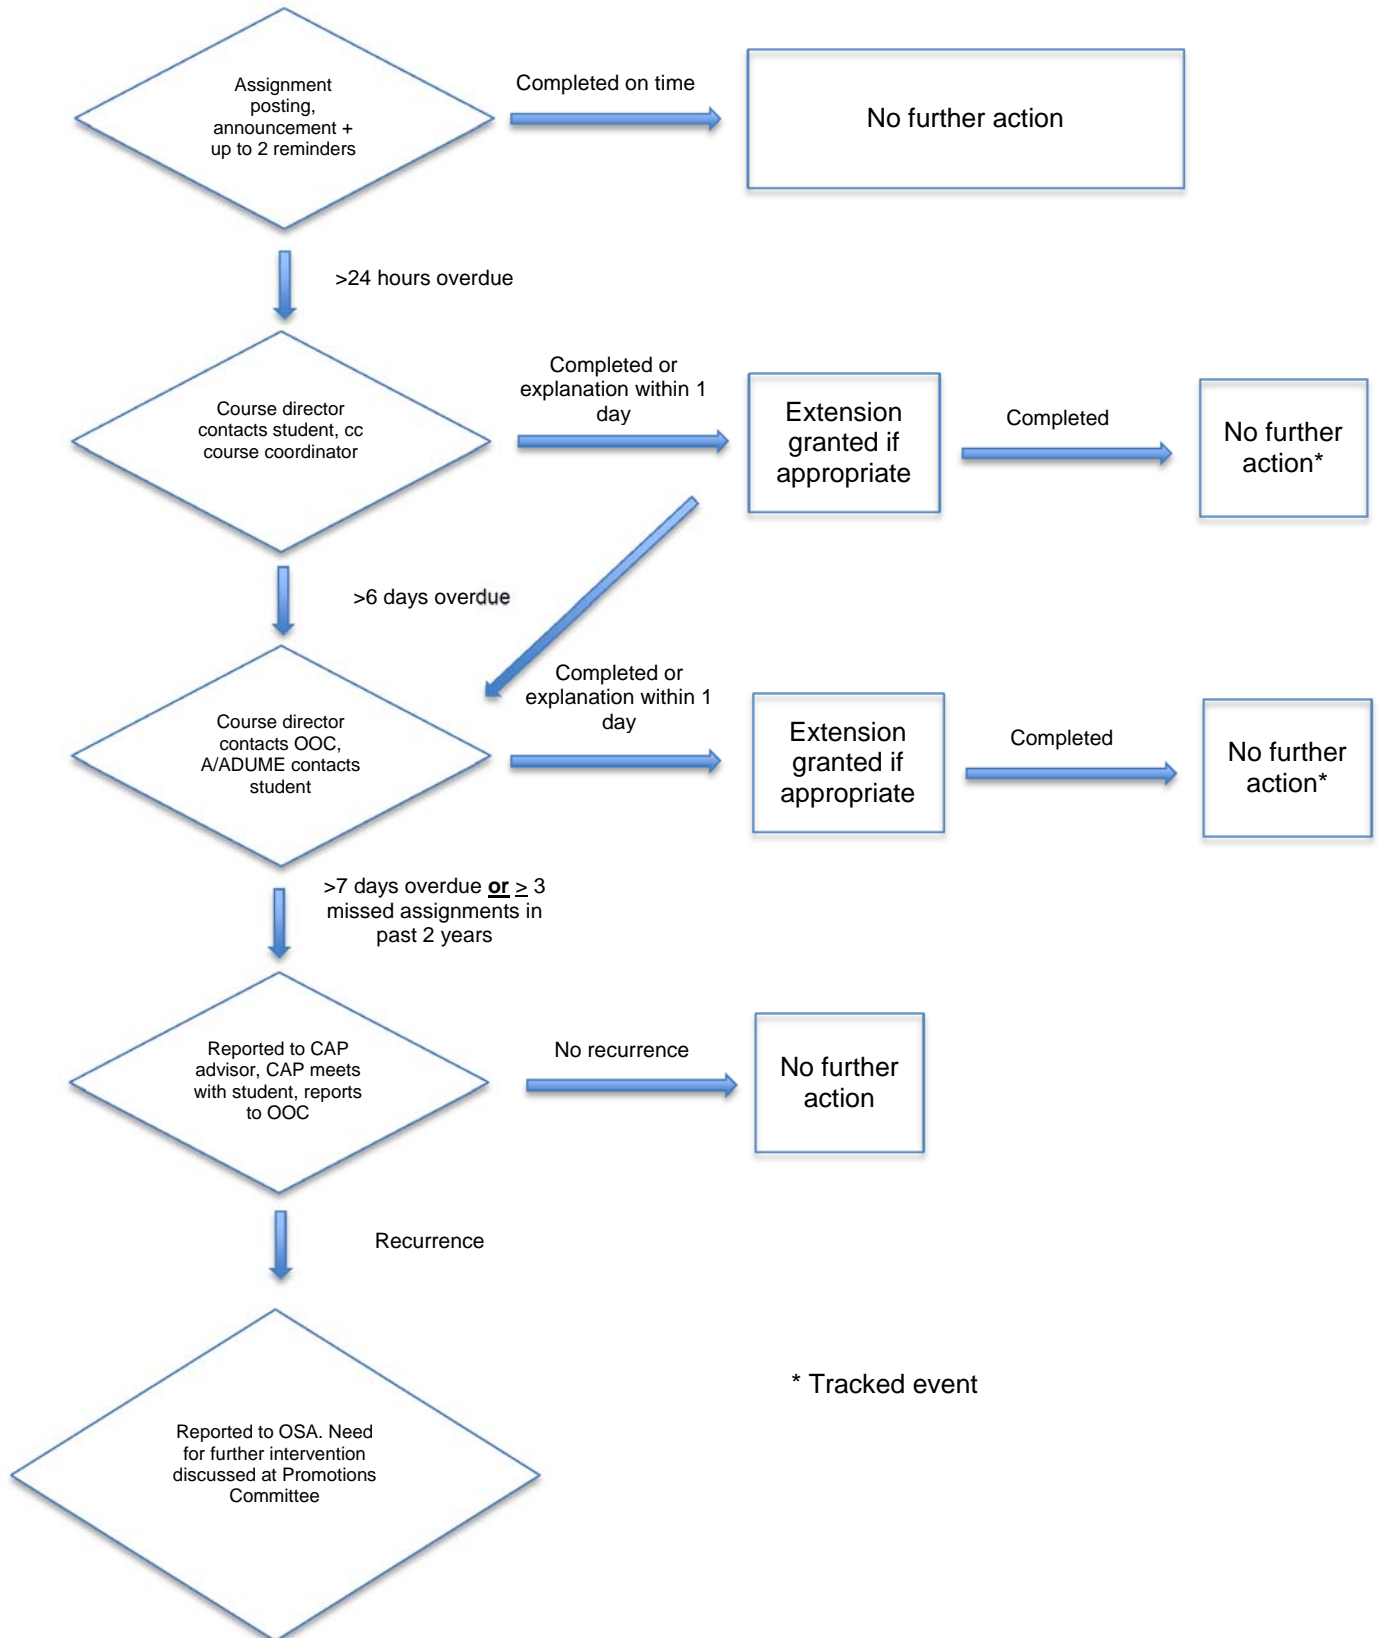 Assignment
posting,
announcement +
up to 2 reminders
Completed on time
No further action
>24 hours overdue
Course director
contacts student, cc
course coordinator
Completed or
explanation within 1
day
Extension
granted if
appropriate
Completed
No further
action*
>6 days overdue
Course director
contacts OOC,
A/ADUME contacts
student
Completed or
explanation within 1
day
Extension
granted if
appropriate
Completed
No further
action*
>7 days overdue or ≥ 3
missed assignments in
past 2 years
Reported to CAP
advisor, CAP meets
with student, reports
to OOC
No recurrence
No further
action
Recurrence
* Tracked event
Reported to OSA. Need
for further intervention
discussed at Promotions
Committee